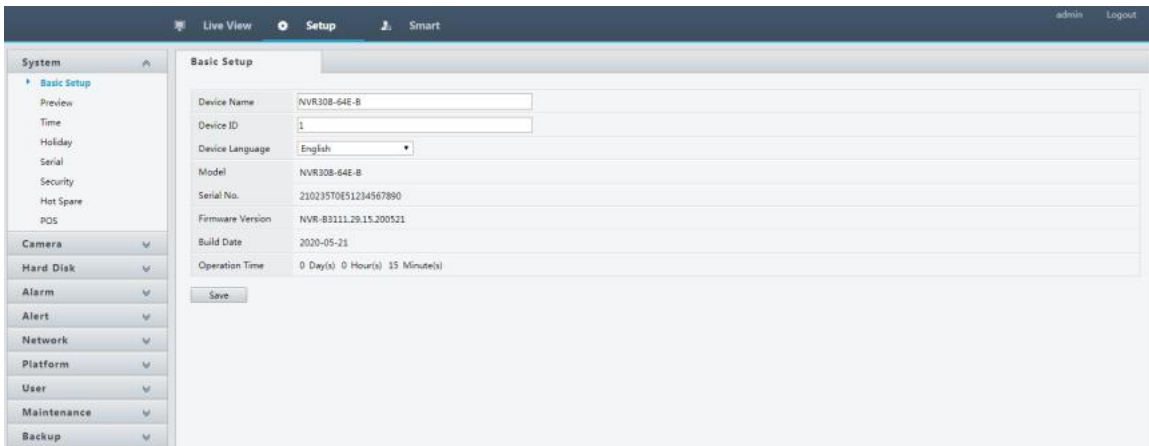 Live View Setup Smart admin Logout
System
Basic Setup
Preview
Time
Holiday
Serial
Security
Hot Spare
POS
Camera
Hard Disk
Alarm
Alert
Network
Platform
User
Maintenance
Backup
Basic Setup
Device Name NVR308-64E-B
Device ID 1
Device Language English
Model NVR308-64E-B
Serial No. 210235T0E51234567890
Firmware Version NVR-B3111.29.15.200521
Build Date 2020-05-21
Operation Time 0 Day(s) 0 Hour(s) 15 Minute(s)
Save